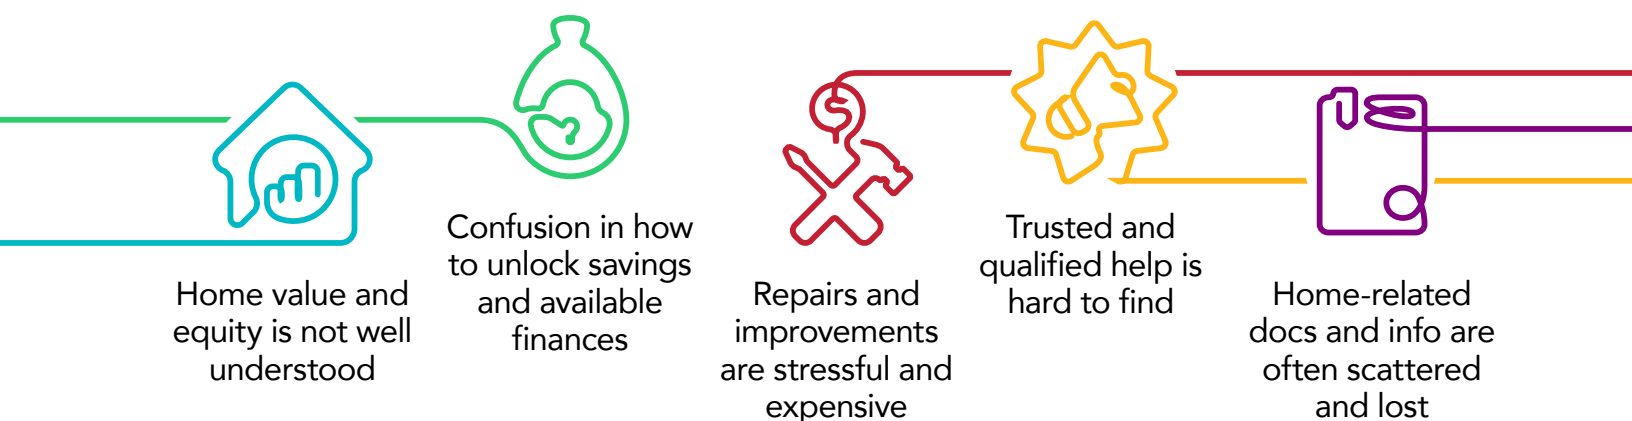 Home value and
equity is not well
understood
Confusion in how
to unlock savings
and available
finances
?
$
Repairs and
improvements
are stressful and
expensive
Trusted and
qualified help is
hard to find
Home-related
docs and info are
often scattered
and lost